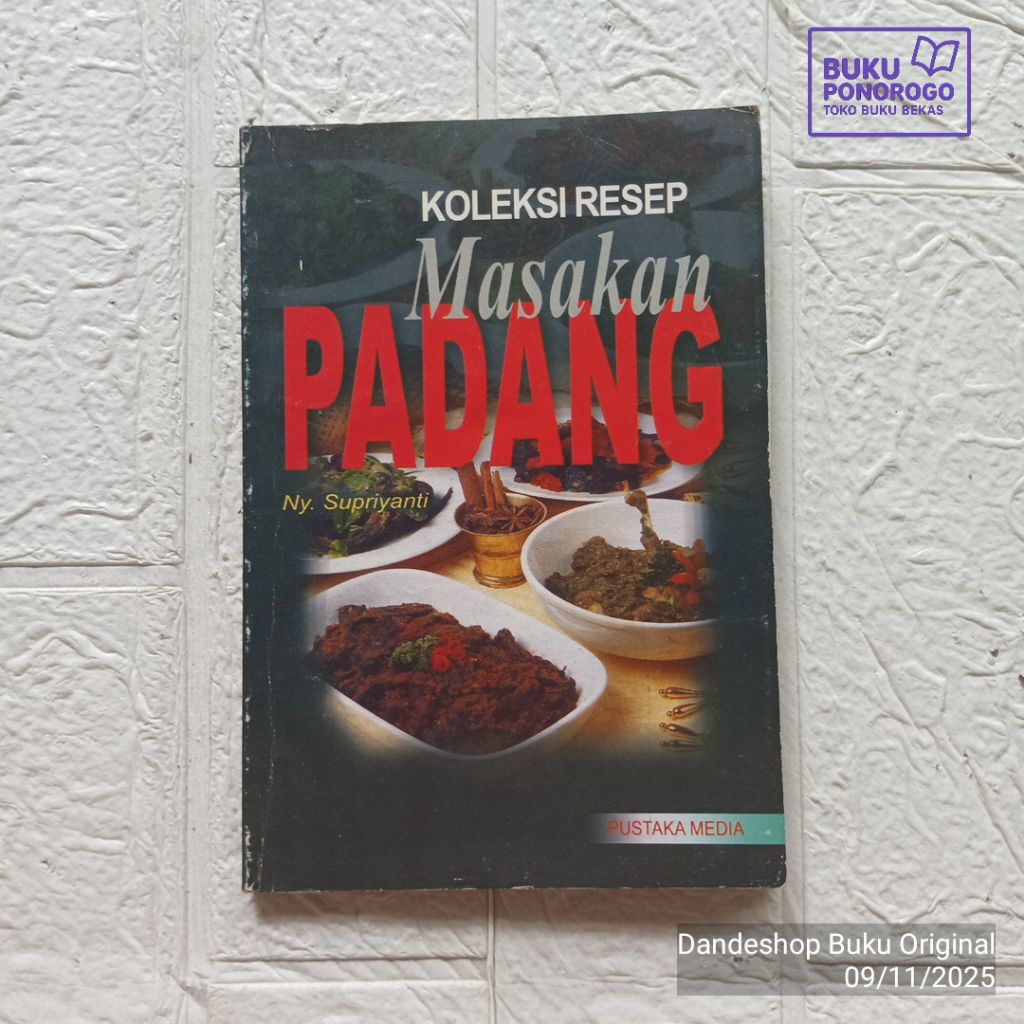 BUKU
PONOROGO
TOKO BUKU BEKAS
KOLEKSI RESEP
Masakan
PADANG
Ny. Supriyanti
PUSTAKA MEDIA
Dandeshop Buku Original
09/11/2025